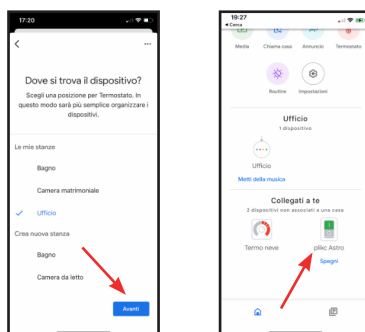 17:20
Dove si trova il dispositivo?
Scegli una posizione per Termostato. In
questo modo sarà più semplice organizzare i
dispositivi.
Le mie stanze
Bagno
Camera matrimoniale
Ufficio
Crea nuova stanza
Bagno
Camera da letto
Avanti
19:27
Cerca
Media
Chiama casa
Annuncio
Termostato
Routine
Impostazioni
Ufficio
1 dispositivo
Ufficio
Metti della musica
Collegati a te
2 dispositivi non associati a una casa
Termo neve
plikc Astro
Spegni